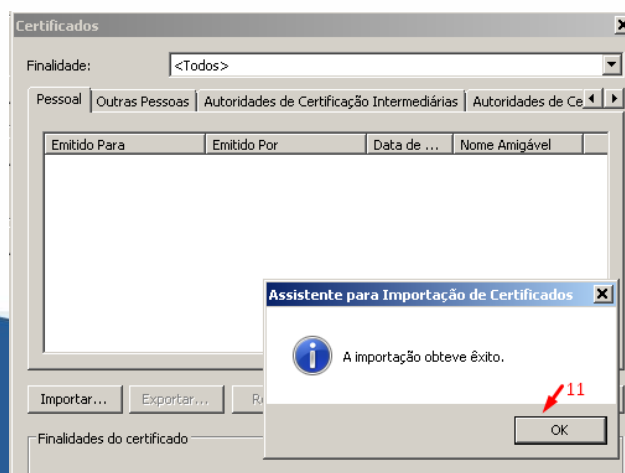 Certificados
Finalidade: <Todos>
Pessoal Outras Pessoas Autoridades de Certificação Intermediárias Autoridades de Ce
Emitido Para Emitido Por Data de ... Nome Amigável
Assistente para Importação de Certificados
A importação obteve êxito.
11
OK
Importar... Exportar... R
Finalidades do certificado